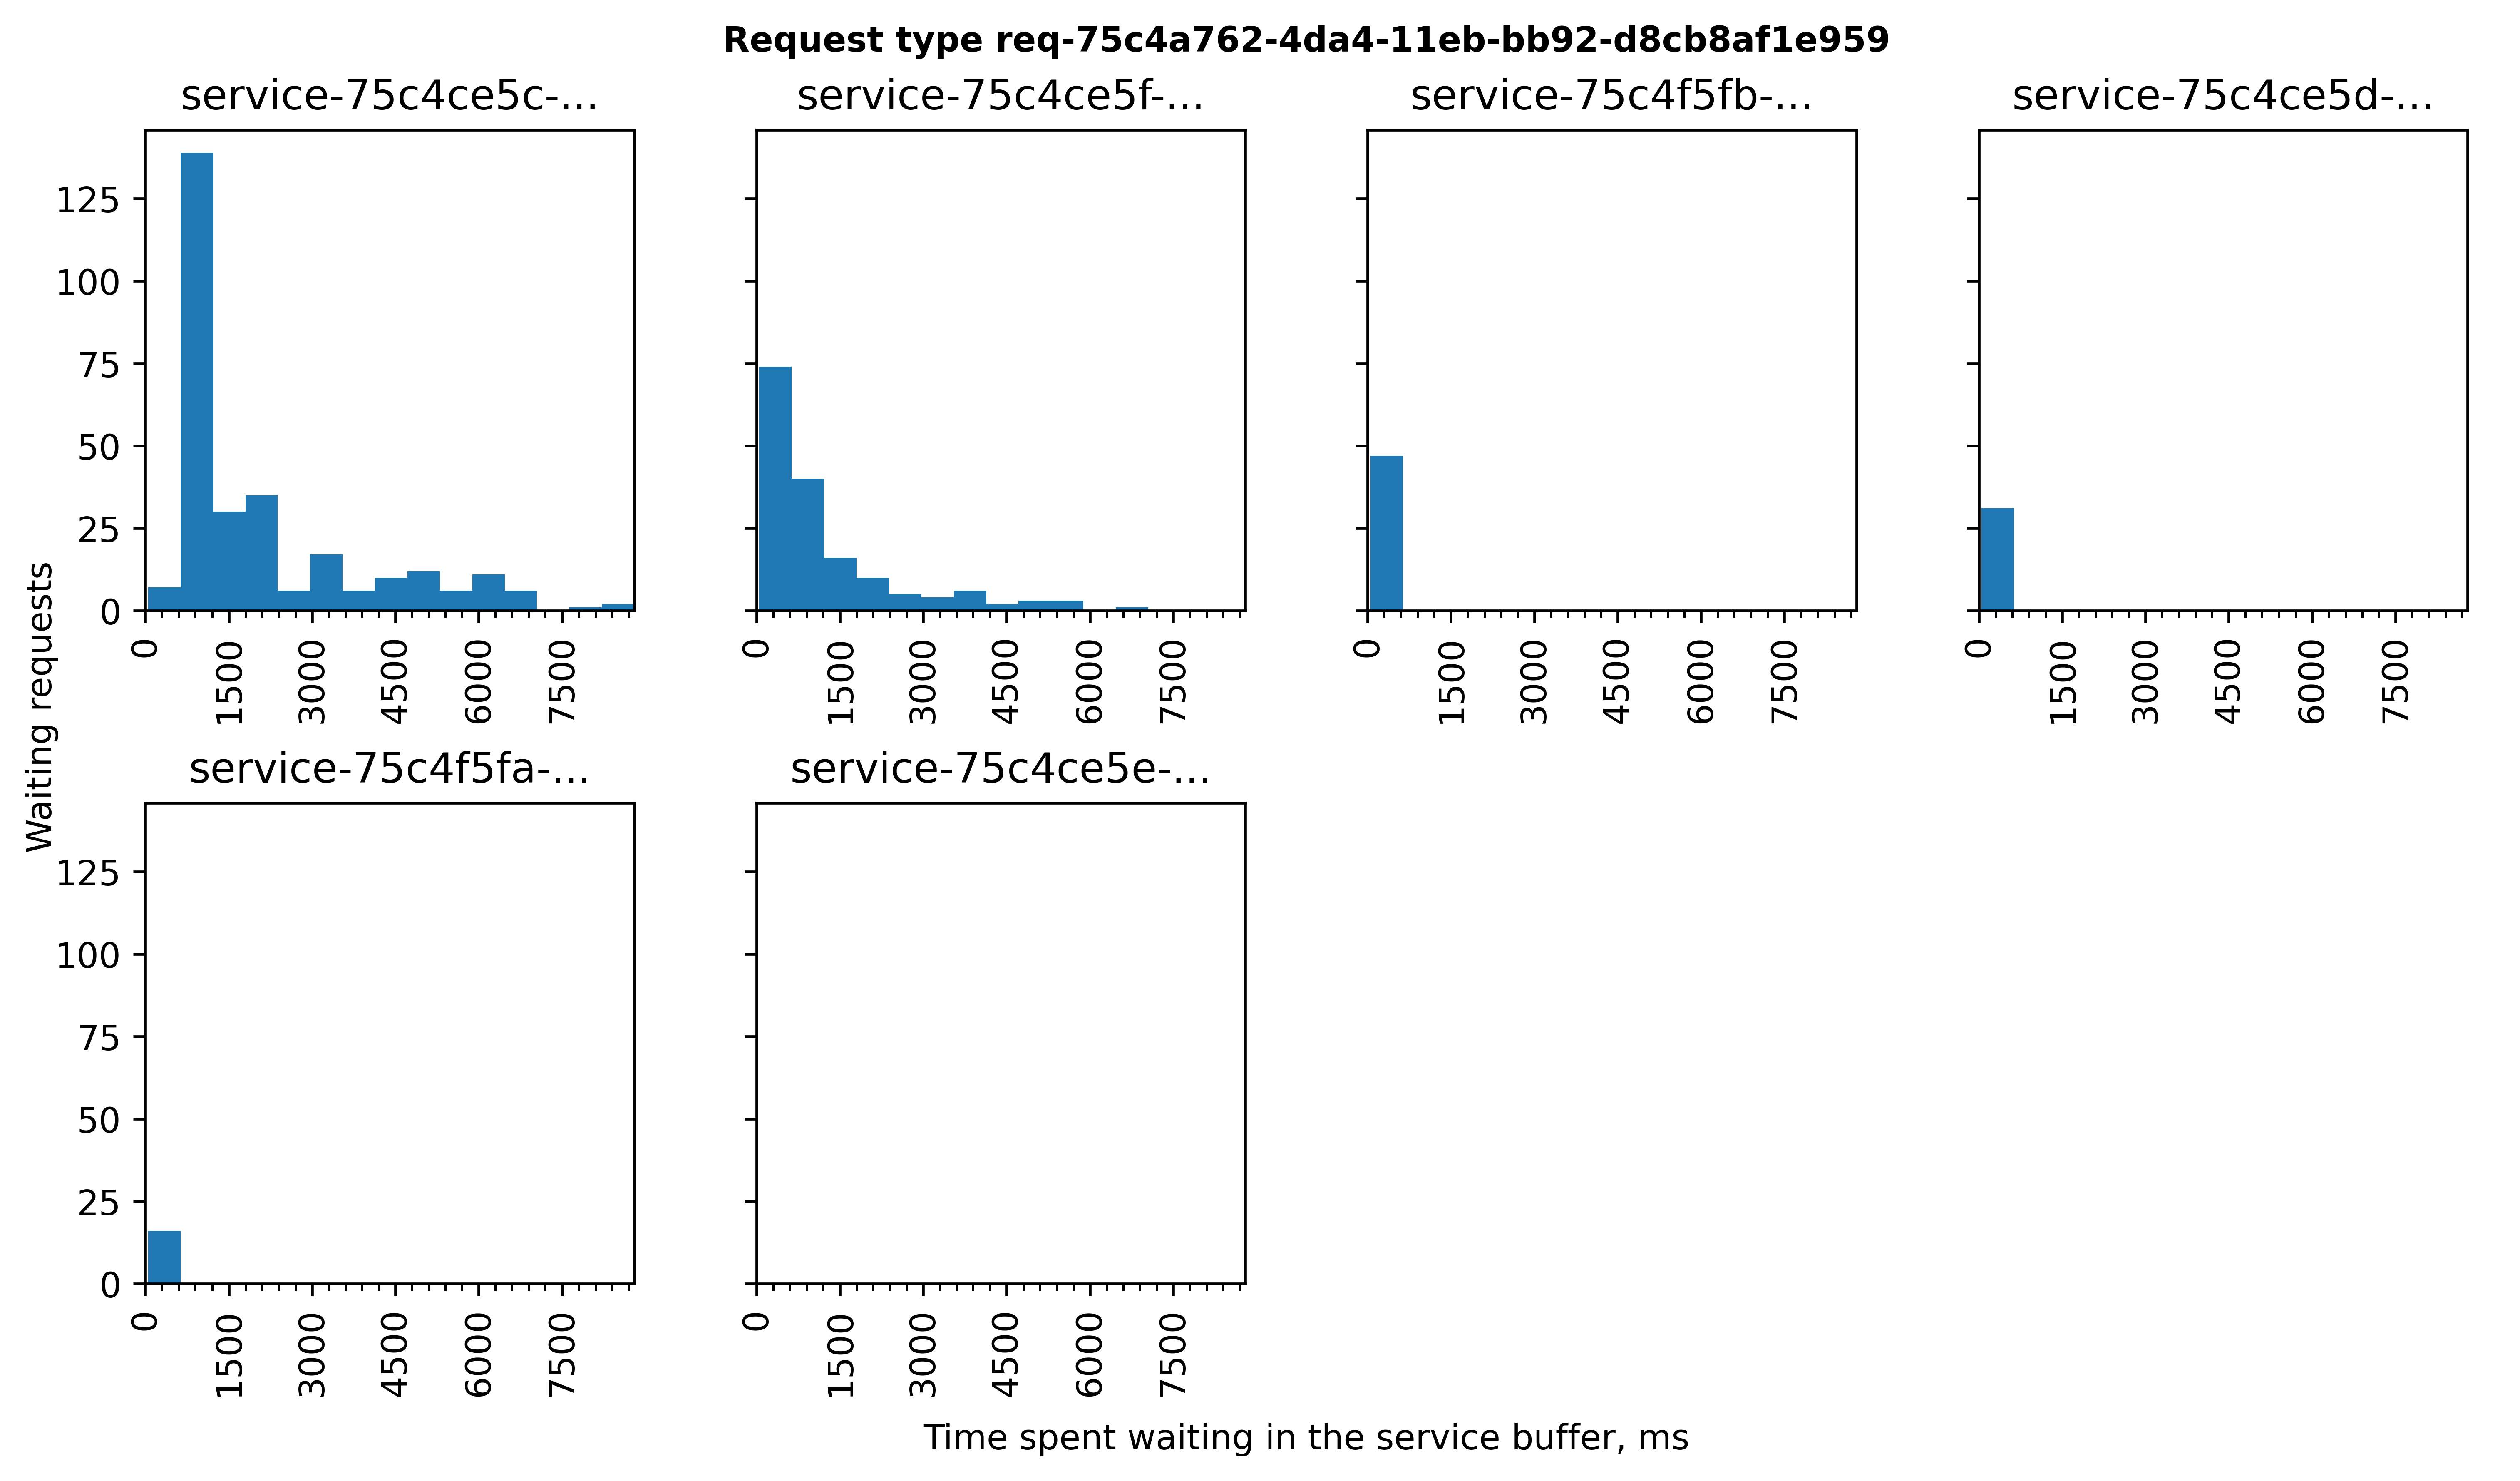 Request type req-75c4a762-4da4-11eb-bb92-d8cb8af1e959
service-75c4ce5c-...
service-75c4ce5f-...
service-75c4f5fb-...
service-75c4ce5d-...
125
100
75
50
25
0
0 1500 3000 4500 6000 7500
0 1500 3000 4500 6000 7500
0 1500 3000 4500 6000 7500
0 1500 3000 4500 6000 7500
Waiting requests
service-75c4f5fa-...
service-75c4ce5e-...
125
100
75
50
25
0
0 1500 3000 4500 6000 7500
0 1500 3000 4500 6000 7500
Time spent waiting in the service buffer, ms